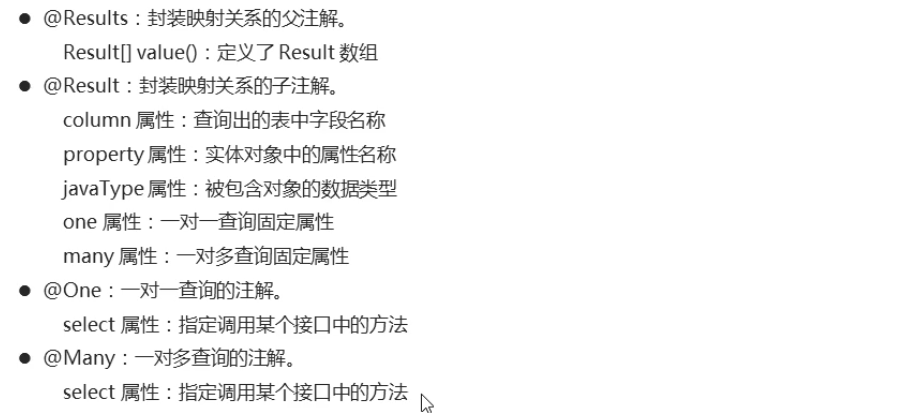 ● @Results：封装映射关系的父注解。
Result[] value()：定义了 Result 数组
● @Result：封装映射关系的子注解。
column 属性：查询出的表中字段名称
property 属性：实体对象中的属性名称
javaType 属性：被包含对象的数据类型
one 属性：一对一查询固定属性
many 属性：一对多查询固定属性
● @One：一对一查询的注解。
select 属性：指定调用某个接口中的方法
● @Many：一对多查询的注解。
select 属性：指定调用某个接口中的方法